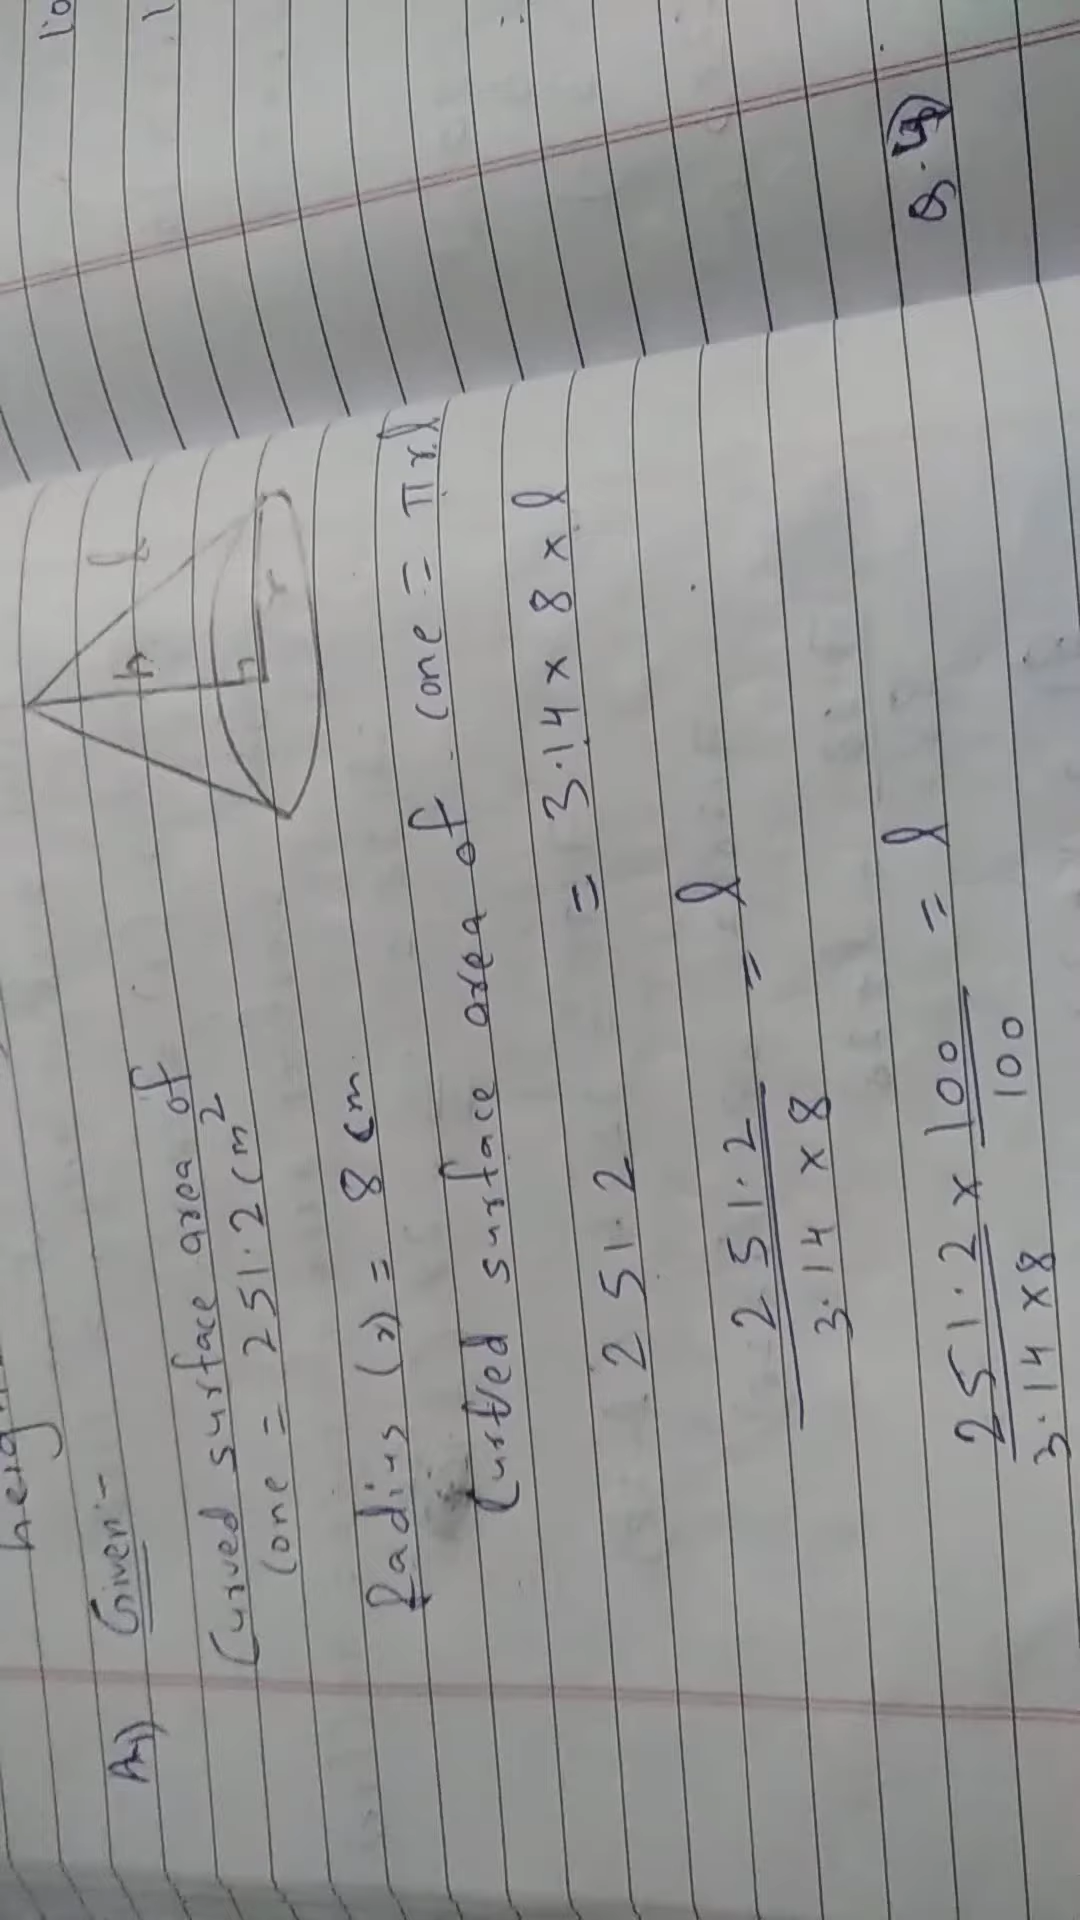 Ans) Given :-
Curved surface area of
cone = 251.2 cm²
h l
r
Radius (r) = 8 cm
Curved surface area of cone = πrl
251.2 = 3.14 x 8 x l
251.2 = l
3.14 x 8
251.2 x 100 = l
3.14 x 8 100